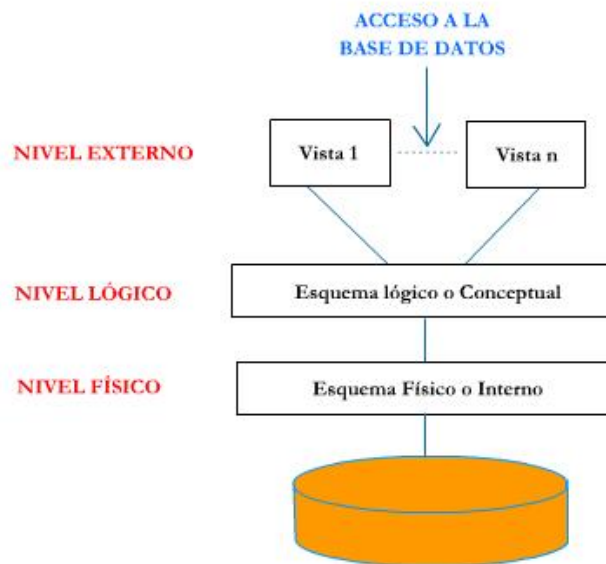 ACCESO A LA
BASE DE DATOS
NIVEL EXTERNO
Vista 1
Vista n
NIVEL LÓGICO
Esquema lógico o Conceptual
NIVEL FÍSICO
Esquema Físico o Interno